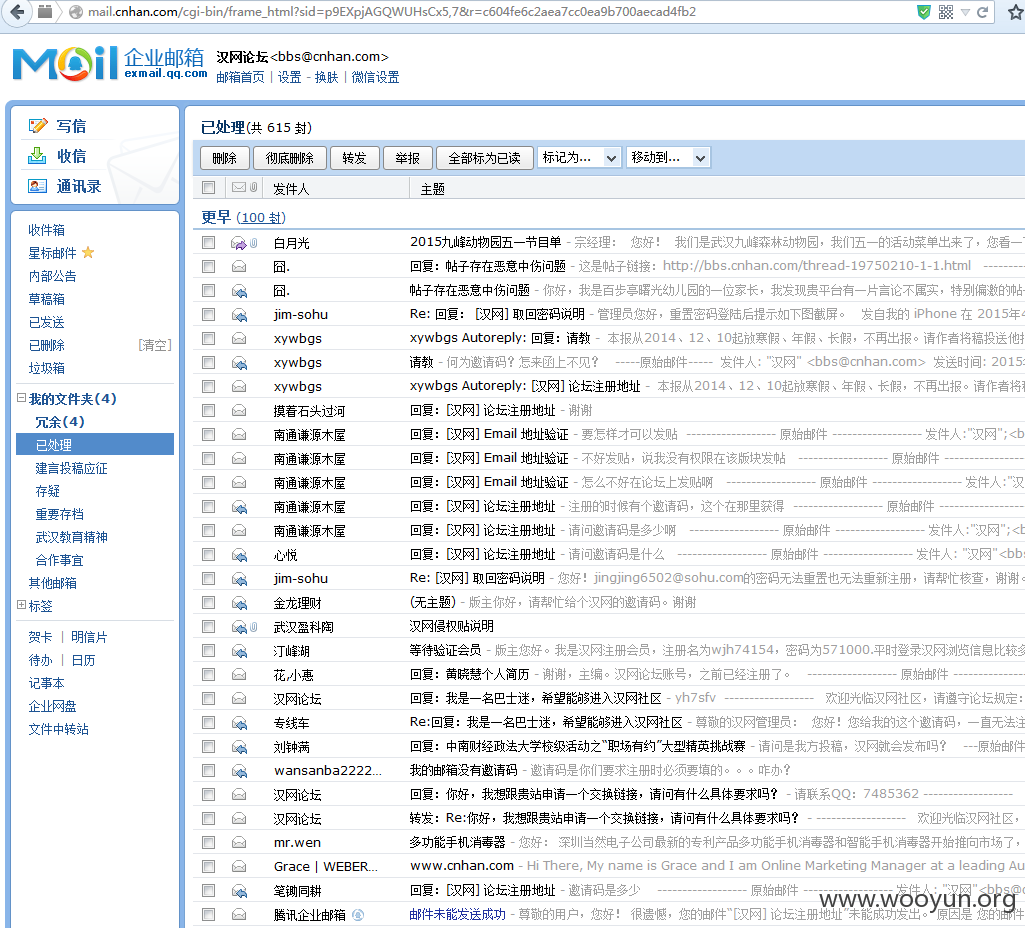 mail.cnhan.com/cgi-bin/frame_html?sid=p9EXpjAGQWUHsCx5,7&r=c604fe6c2aea7cc0ea9b700aecad4fb2
Mail 企业邮箱 exmail.qq.com
汉网论坛<bbs@cnhan.com>
邮箱首页 | 设置 - 换肤 | 微信设置
写信
收信
通讯录
收件箱
星标邮件
内部公告
草稿箱
已发送
已删除 [清空]
垃圾箱
我的文件夹(4)
冗余(4)
已处理
建言投稿应征
存疑
重要存档
武汉教育精神
合作事宜
其他邮箱
标签
贺卡 | 明信片
待办 | 日历
记事本
企业网盘
文件中转站
已处理(共 615 封)
删除 彻底删除 转发 举报 全部标为已读 标记为... 移动到...
发件人 主题
更早 (100 封)
白月光 2015九峰动物园五一节目单 - 宗经理： 您好！ 我们是武汉九峰森林动物园，我们五一的活动菜单出来了，您看一
囧. 回复：帖子存在恶意中伤问题 - 这是帖子链接：http://bbs.cnhan.com/thread-19750210-1-1.html --------
囧. 帖子存在恶意中伤问题 - 你好，我是百步亭曙光幼儿园的一位家长，我发现贵平台有一片言论不属实，特别偏激的帖
jim-sohu Re: 回复： [汉网] 取回密码说明 - 管理员您好，重置密码登陆后提示如下图截屏。 发自我的 iPhone 在 2015年4
xywbgs xywbgs Autoreply: 回复：请教 - 本报从2014、12、10起放寒假、年假、长假，不再出报。请作者将稿投送他
xywbgs 请教 - 何为邀请码？怎来函上不见? -----原始邮件----- 发件人: "汉网" <bbs@cnhan.com> 发送时间: 2015
xywbgs xywbgs Autoreply: [汉网] 论坛注册地址 - 本报从2014、12、10起放寒假、年假、长假，不再出报。请作者将
摸着石头过河 回复：[汉网] 论坛注册地址 - 谢谢
南通谦源木屋 回复：[汉网] Email 地址验证 - 要怎样才可以发贴 ------------------ 原始邮件 ------------------ 发件人:"汉网";<b
南通谦源木屋 回复：[汉网] Email 地址验证 - 不好发贴，说我没有权限在该版块发帖 ------------------ 原始邮件 ------------------
南通谦源木屋 回复：[汉网] Email 地址验证 - 怎么不好在论坛上发贴啊 ------------------ 原始邮件 ------------------ 发件人:"汉
南通谦源木屋 回复：[汉网] 论坛注册地址 - 注册的时候有个邀请码，这个在那里获得 ------------------ 原始邮件 ------------------
南通谦源木屋 回复：[汉网] 论坛注册地址 - 请问邀请码是多少啊 ------------------ 原始邮件 ------------------ 发件人:"汉网";<b
心悦 回复：[汉网] 论坛注册地址 - 请问邀请码是什么 ------------------ 原始邮件 ------------------ 发件人: "汉网"<bbs
jim-sohu Re: [汉网] 取回密码说明 - 您好！jingjing6502@sohu.com的密码无法重置也无法重新注册，请帮忙核查，谢谢。
金龙理财 (无主题) - 版主你好，请帮忙给个汉网的邀请码。谢谢
武汉盈科陶 汉网侵权贴说明
汀峰湖 等待验证会员 - 版主您好。我是汉网注册会员，注册名为wjh74154，密码为571000.平时登录汉网浏览信息比较多
花,小惠 回复：黄晓慧个人简历 - 谢谢，主编。汉网论坛账号，之前已经注册了。 ------------------ 原始邮件
汉网论坛 回复：我是一名巴士迷，希望能够进入汉网社区 - yh7sfv ------------------ 欢迎光临汉网社区，请遵守论坛规定：
专线车 Re:回复：我是一名巴士迷，希望能够进入汉网社区 - 尊敬的汉网管理员： 您好！您给我的这个邀请码，一直无法注
刘钟菁 回复：中南财经政法大学校级活动之“职场有约”大型精英挑战赛 - 请问是我方投稿，汉网就会发布吗？ ---原始邮件
wansanba2222... 我的邮箱没有邀请码 - 邀请码是你们要求注册时必须要填的。。。咋办？
汉网论坛 回复：你好，我想跟贵站申请一个交换链接，请问有什么具体要求吗？ - 请联系QQ：7485362 ------------------
汉网论坛 转发：Re:你好，我想跟贵站申请一个交换链接，请问有什么具体要求吗？ - ------------------ 欢迎光临汉网社区，
mr.wen 多功能手机消毒器 - 您好： 深圳当然电子公司最新的专利产品多功能手机消毒器和智能手机消毒器开始推向市场了，
Grace | WEBER... www.cnhan.com - Hi There, My name is Grace and I am Online Marketing Manager at a leading Au
笔锄同耕 回复：[汉网] 论坛注册地址 - 邀请码是多少 ------------------ 原始邮件 ------------------ 发件人: "汉网"<bbs@c
腾讯企业邮箱 邮件未能发送成功 - 尊敬的用户，您好！ 很遗憾，您的邮件“[汉网] 论坛注册地址”未能成功发出。 原因是 您的邮件
www.wooyun.org